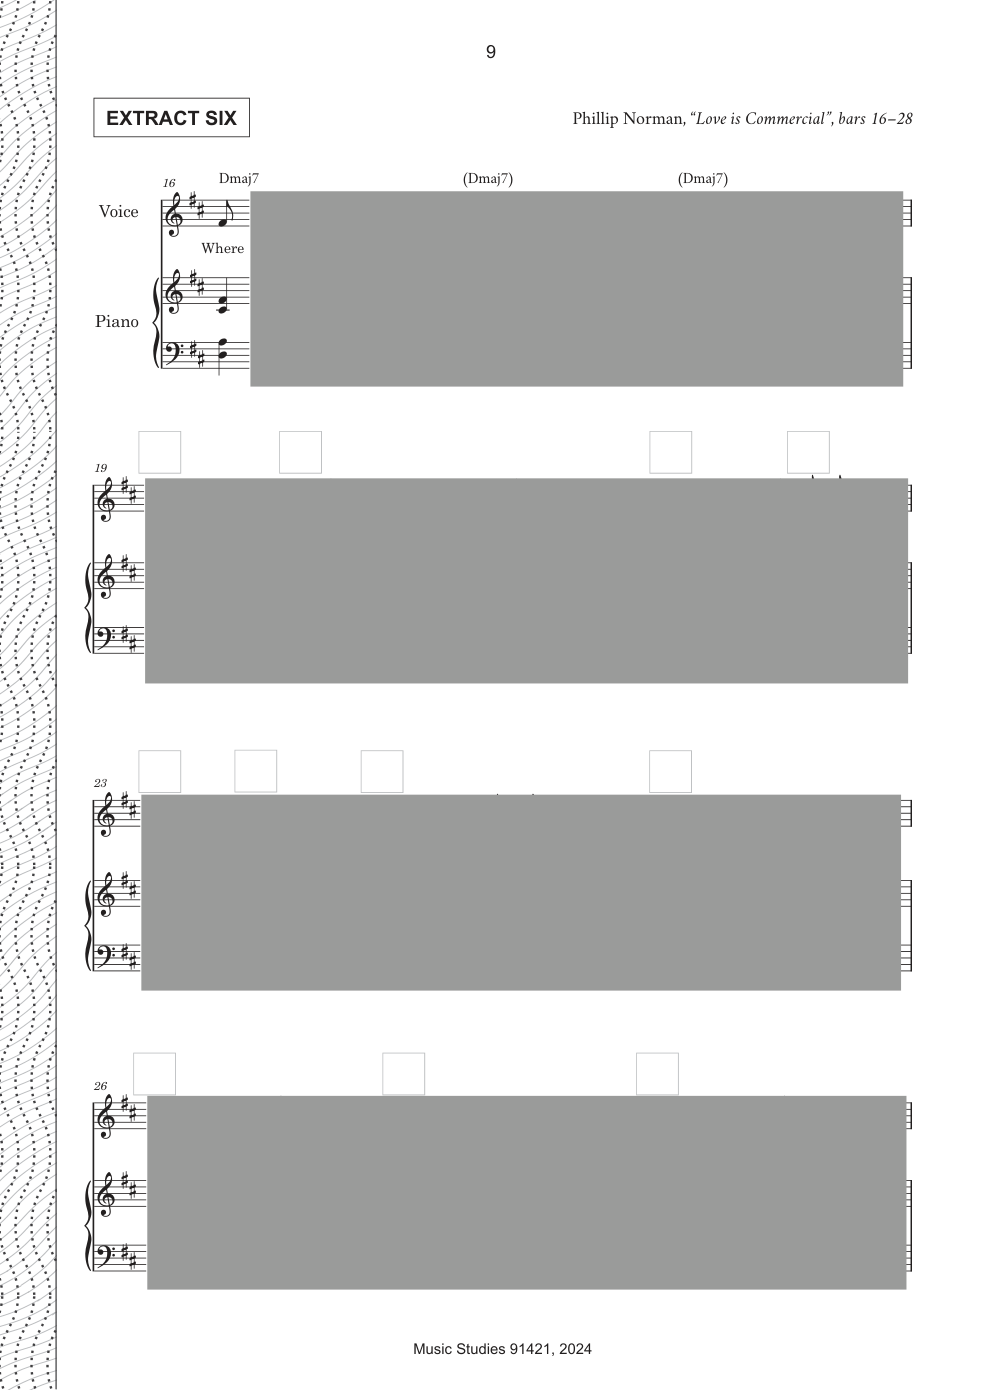 9
EXTRACT SIX
Phillip Norman, “Love is Commercial”, bars 16–28
16 Dmaj7 (Dmaj7) (Dmaj7)
Voice
Where
Piano
19
23
26
Music Studies 91421, 2024